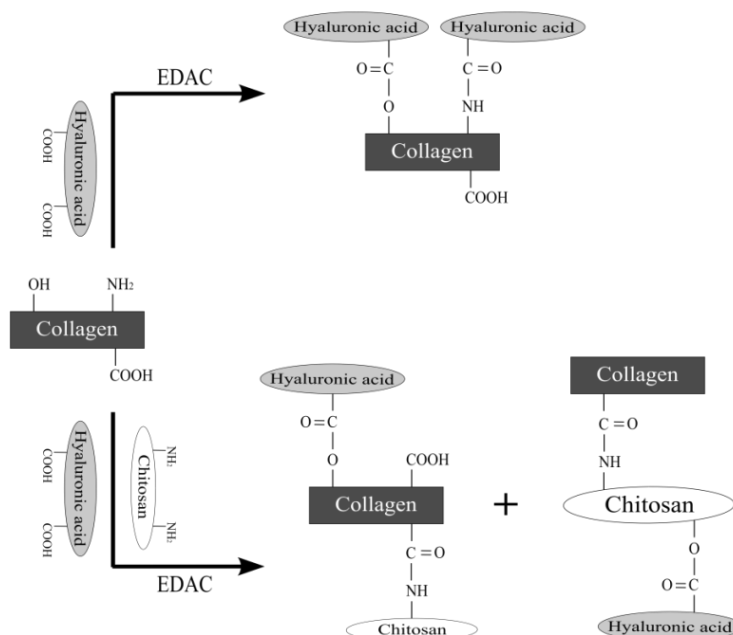 Hyaluronic acid Hyaluronic acid
O=C C=O
EDAC
O NH
Hyaluronic acid
COOH
COOH
Collagen
COOH
OH NH₂
Collagen
COOH
Hyaluronic acid
COOH
COOH
Chitosan
NH₂
NH₂
EDAC
Hyaluronic acid
O=C
O
COOH
Collagen
C=O
NH
Chitosan
+
Collagen
C=O
NH
Chitosan
O
O=C
Hyaluronic acid